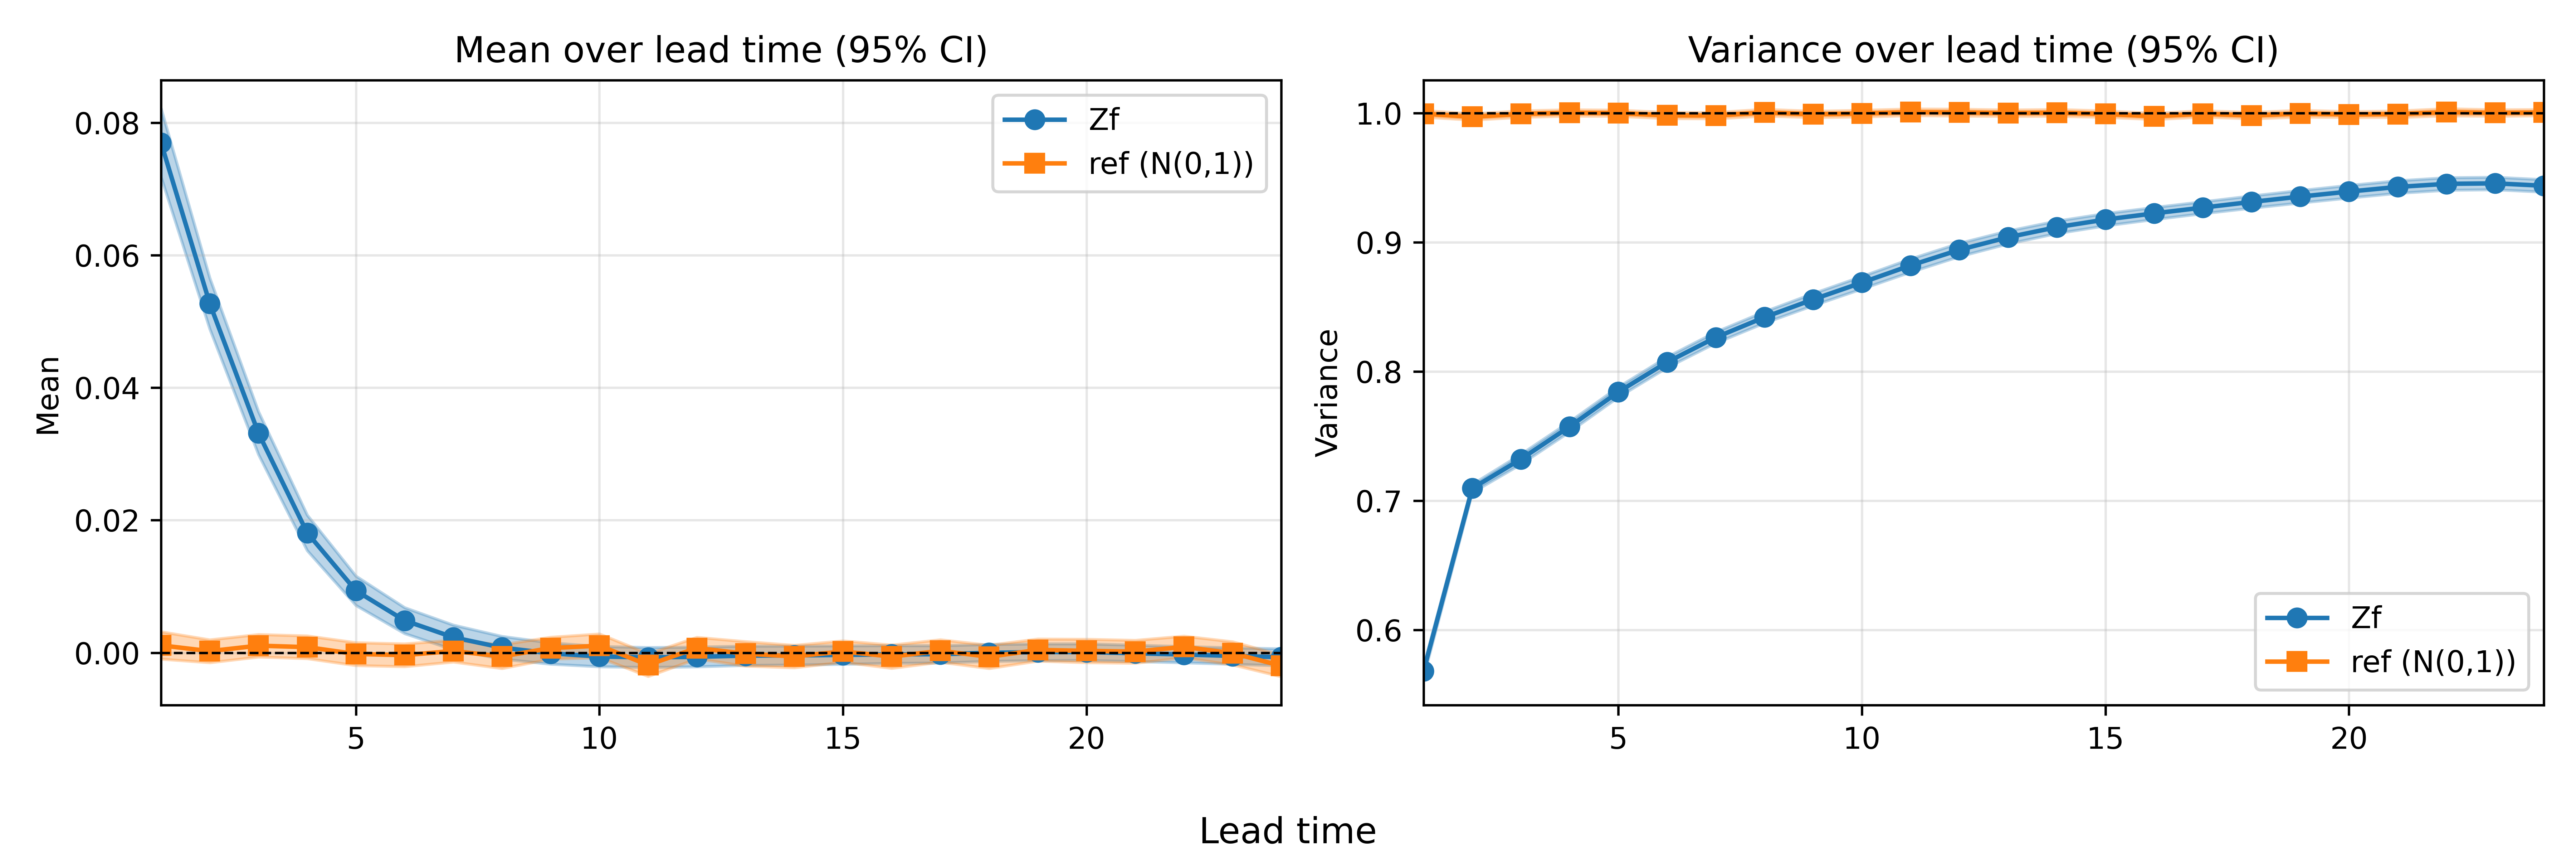 Mean over lead time (95% CI)
Mean
0.08
0.06
0.04
0.02
0.00
5
10
15
20
Zf
ref (N(0,1))
Variance over lead time (95% CI)
Variance
1.0
0.9
0.8
0.7
0.6
5
10
15
20
Zf
ref (N(0,1))
Lead time